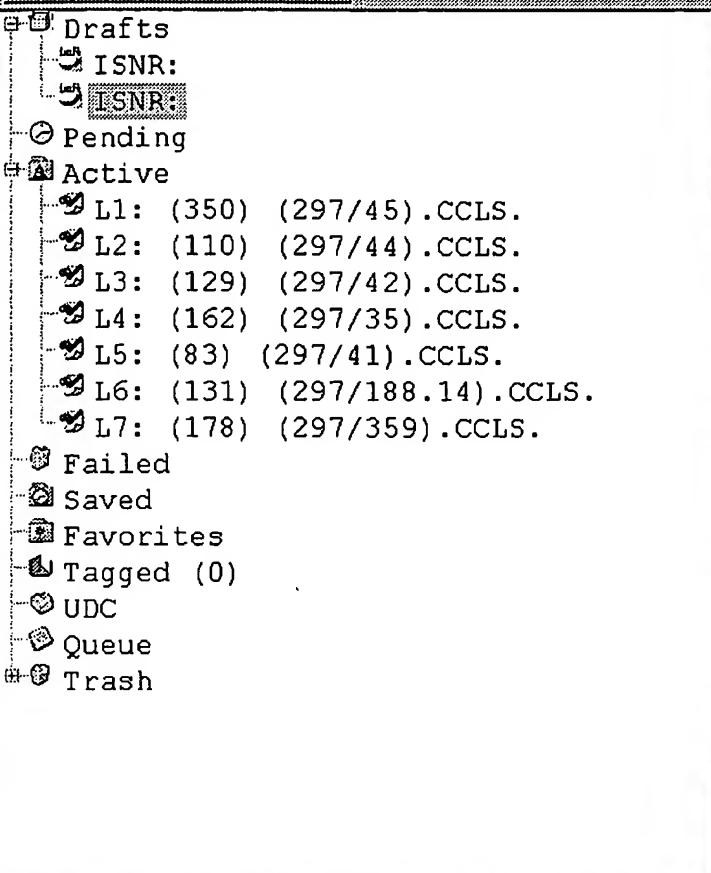 Drafts
ISNR:
ISNR:
Pending
Active
L1: (350) (297/45).CCLS.
L2: (110) (297/44).CCLS.
L3: (129) (297/42).CCLS.
L4: (162) (297/35).CCLS.
L5: (83) (297/41).CCLS.
L6: (131) (297/188.14).CCLS.
L7: (178) (297/359).CCLS.
Failed
Saved
Favorites
Tagged (0)
UDC
Queue
Trash